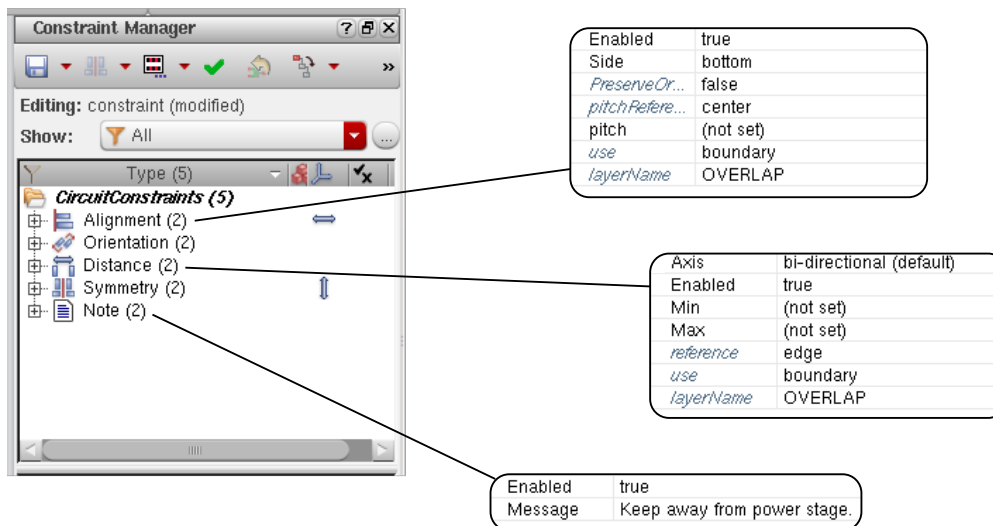 Constraint Manager
Editing: constraint (modified)
Show: All
Type (5)
CircuitConstraints (5)
Alignment (2)
Orientation (2)
Distance (2)
Symmetry (2)
Note (2)
Enabled true
Side bottom
PreserveOr... false
pitchRefere... center
pitch (not set)
use boundary
layerName OVERLAP
Axis bi-directional (default)
Enabled true
Min (not set)
Max (not set)
reference edge
use boundary
layerName OVERLAP
Enabled true
Message Keep away from power stage.